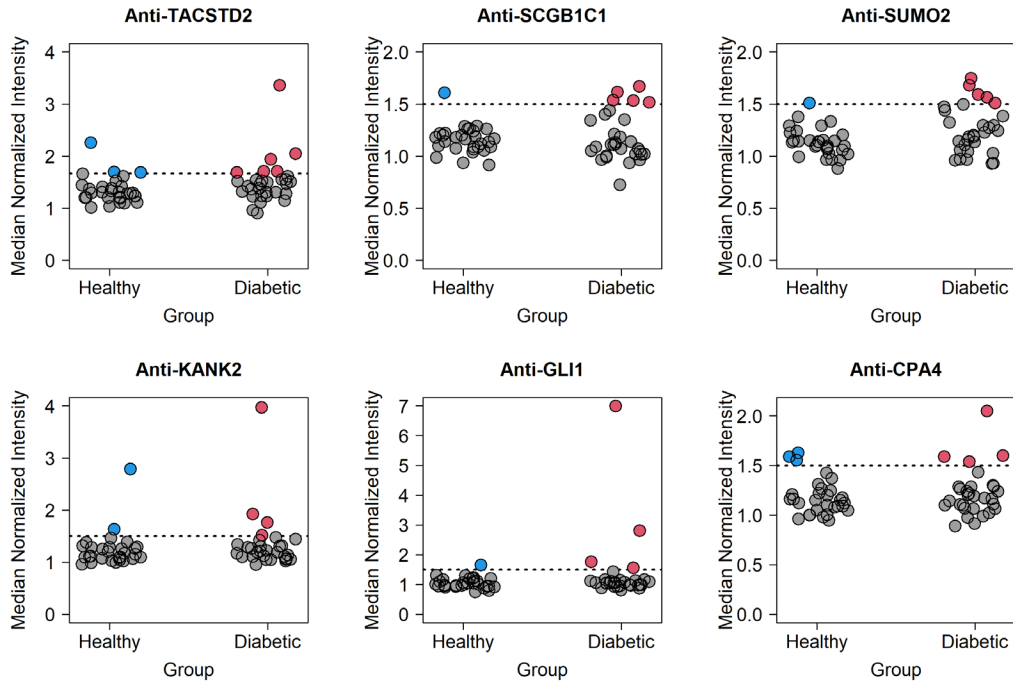 Anti-TACSTD2
Median Normalized Intensity
4
3
2
1
0
Healthy
Diabetic
Group
Anti-SCGB1C1
Median Normalized Intensity
2.0
1.5
1.0
0.5
0.0
Healthy
Diabetic
Group
Anti-SUMO2
Median Normalized Intensity
2.0
1.5
1.0
0.5
0.0
Healthy
Diabetic
Group
Anti-KANK2
Median Normalized Intensity
4
3
2
1
0
Healthy
Diabetic
Group
Anti-GLI1
Median Normalized Intensity
7
6
5
4
3
2
1
0
Healthy
Diabetic
Group
Anti-CPA4
Median Normalized Intensity
2.0
1.5
1.0
0.5
0.0
Healthy
Diabetic
Group